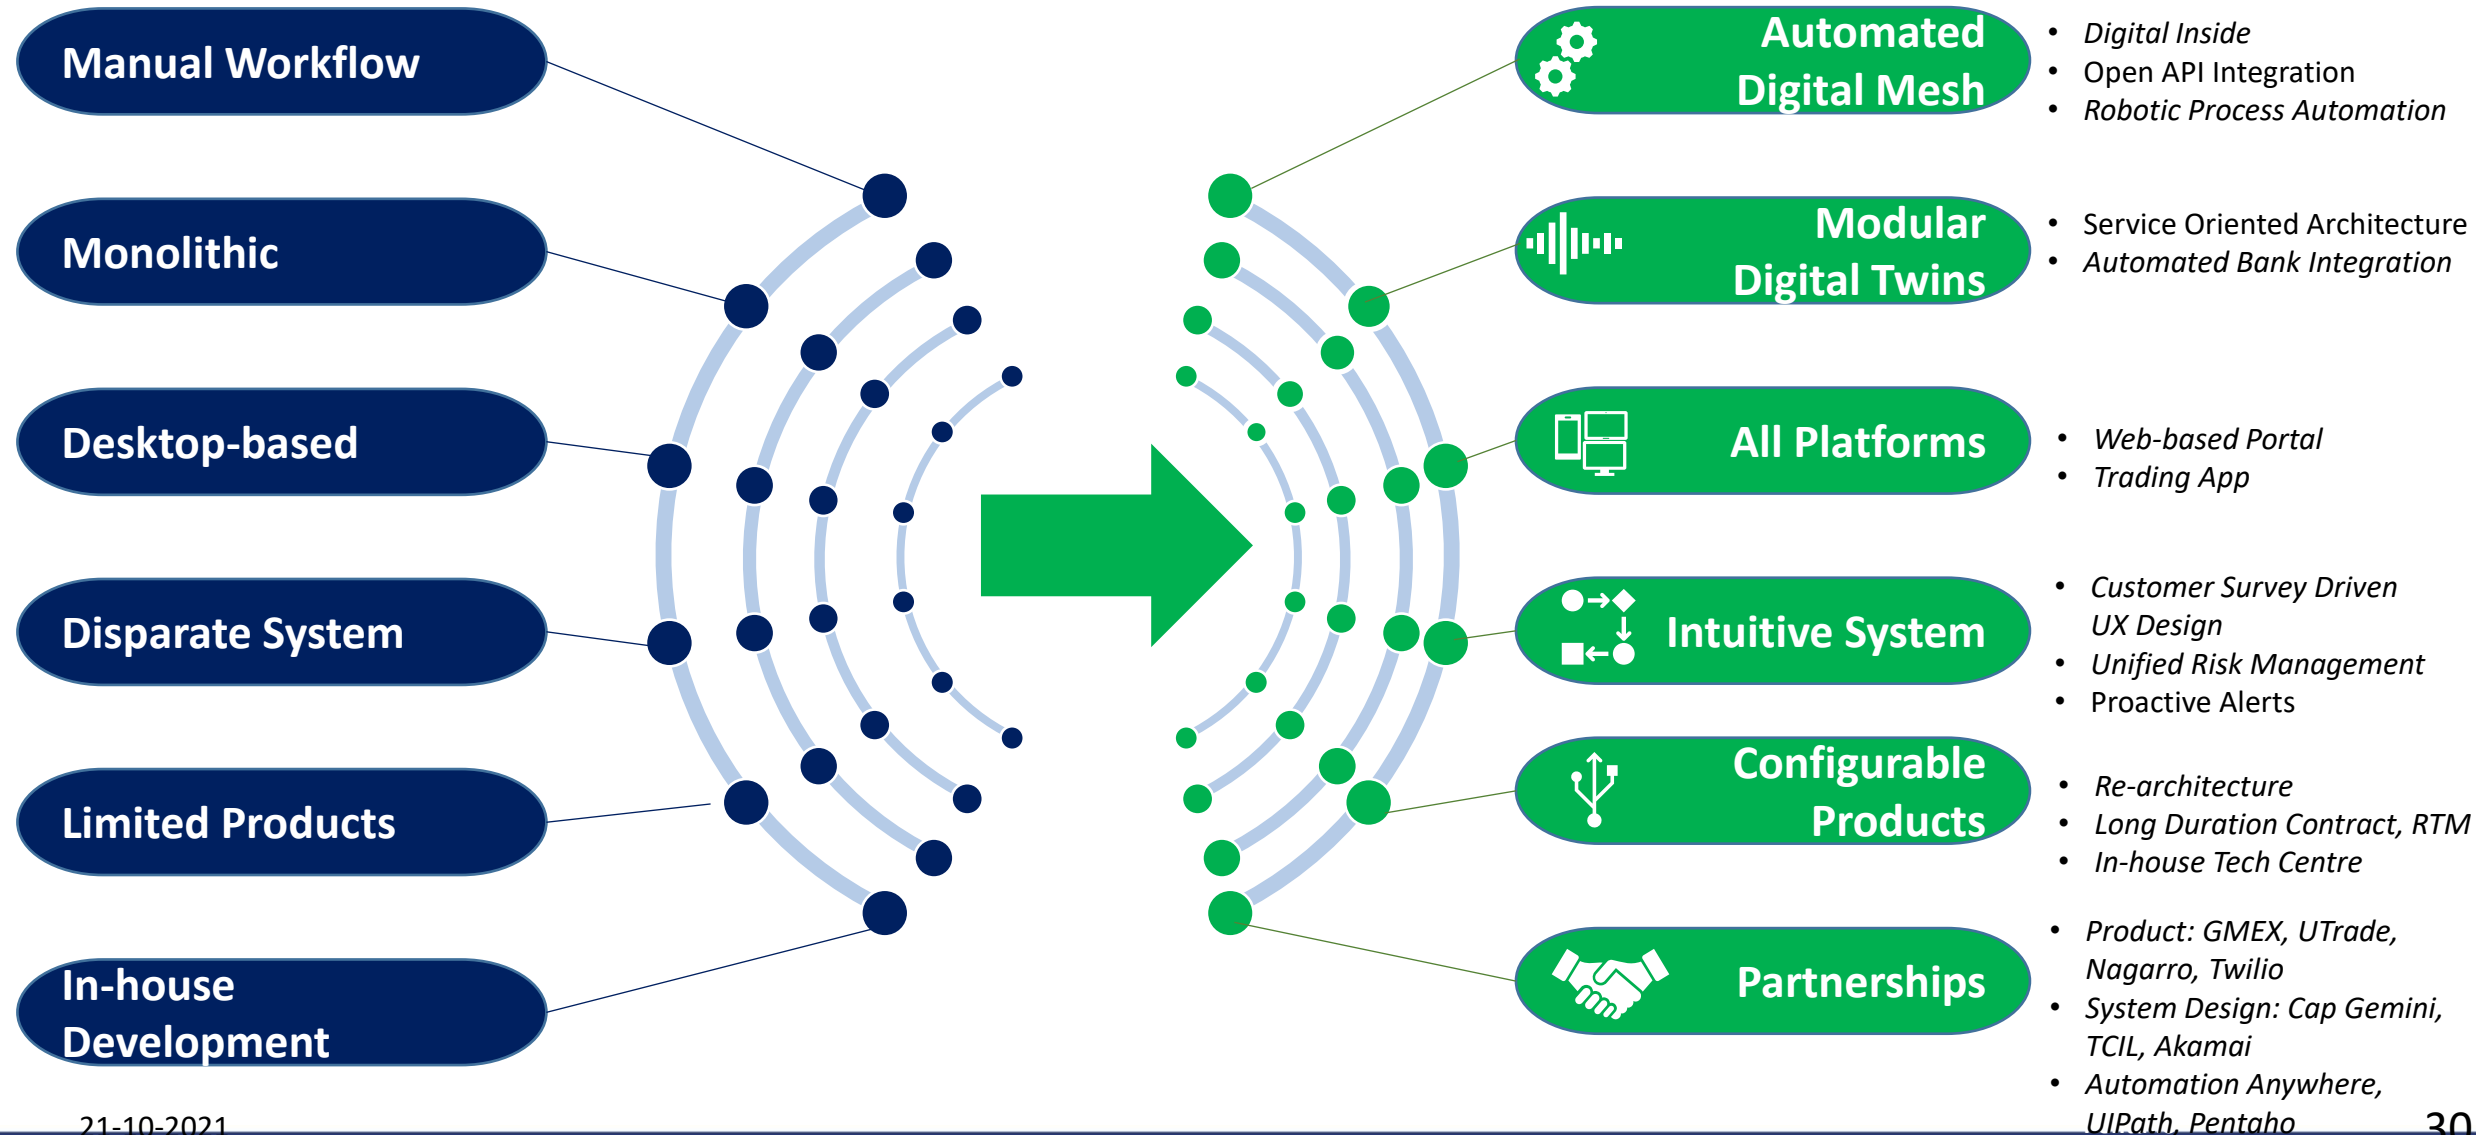 Manual Workflow
Monolithic
Desktop-based
Disparate System
Limited Products
In-house
Development
Automated
Digital Mesh
• Digital Inside
• Open API Integration
• Robotic Process Automation
Modular
Digital Twins
• Service Oriented Architecture
• Automated Bank Integration
All Platforms
• Web-based Portal
• Trading App
Intuitive System
• Customer Survey Driven
UX Design
• Unified Risk Management
• Proactive Alerts
Configurable
Products
• Re-architecture
• Long Duration Contract, RTM
• In-house Tech Centre
Partnerships
• Product: GMEX, UTrade,
Nagarro, Twilio
• System Design: Cap Gemini,
TCIL, Akamai
• Automation Anywhere,
UIPath, Pentaho
21-10-2021
30